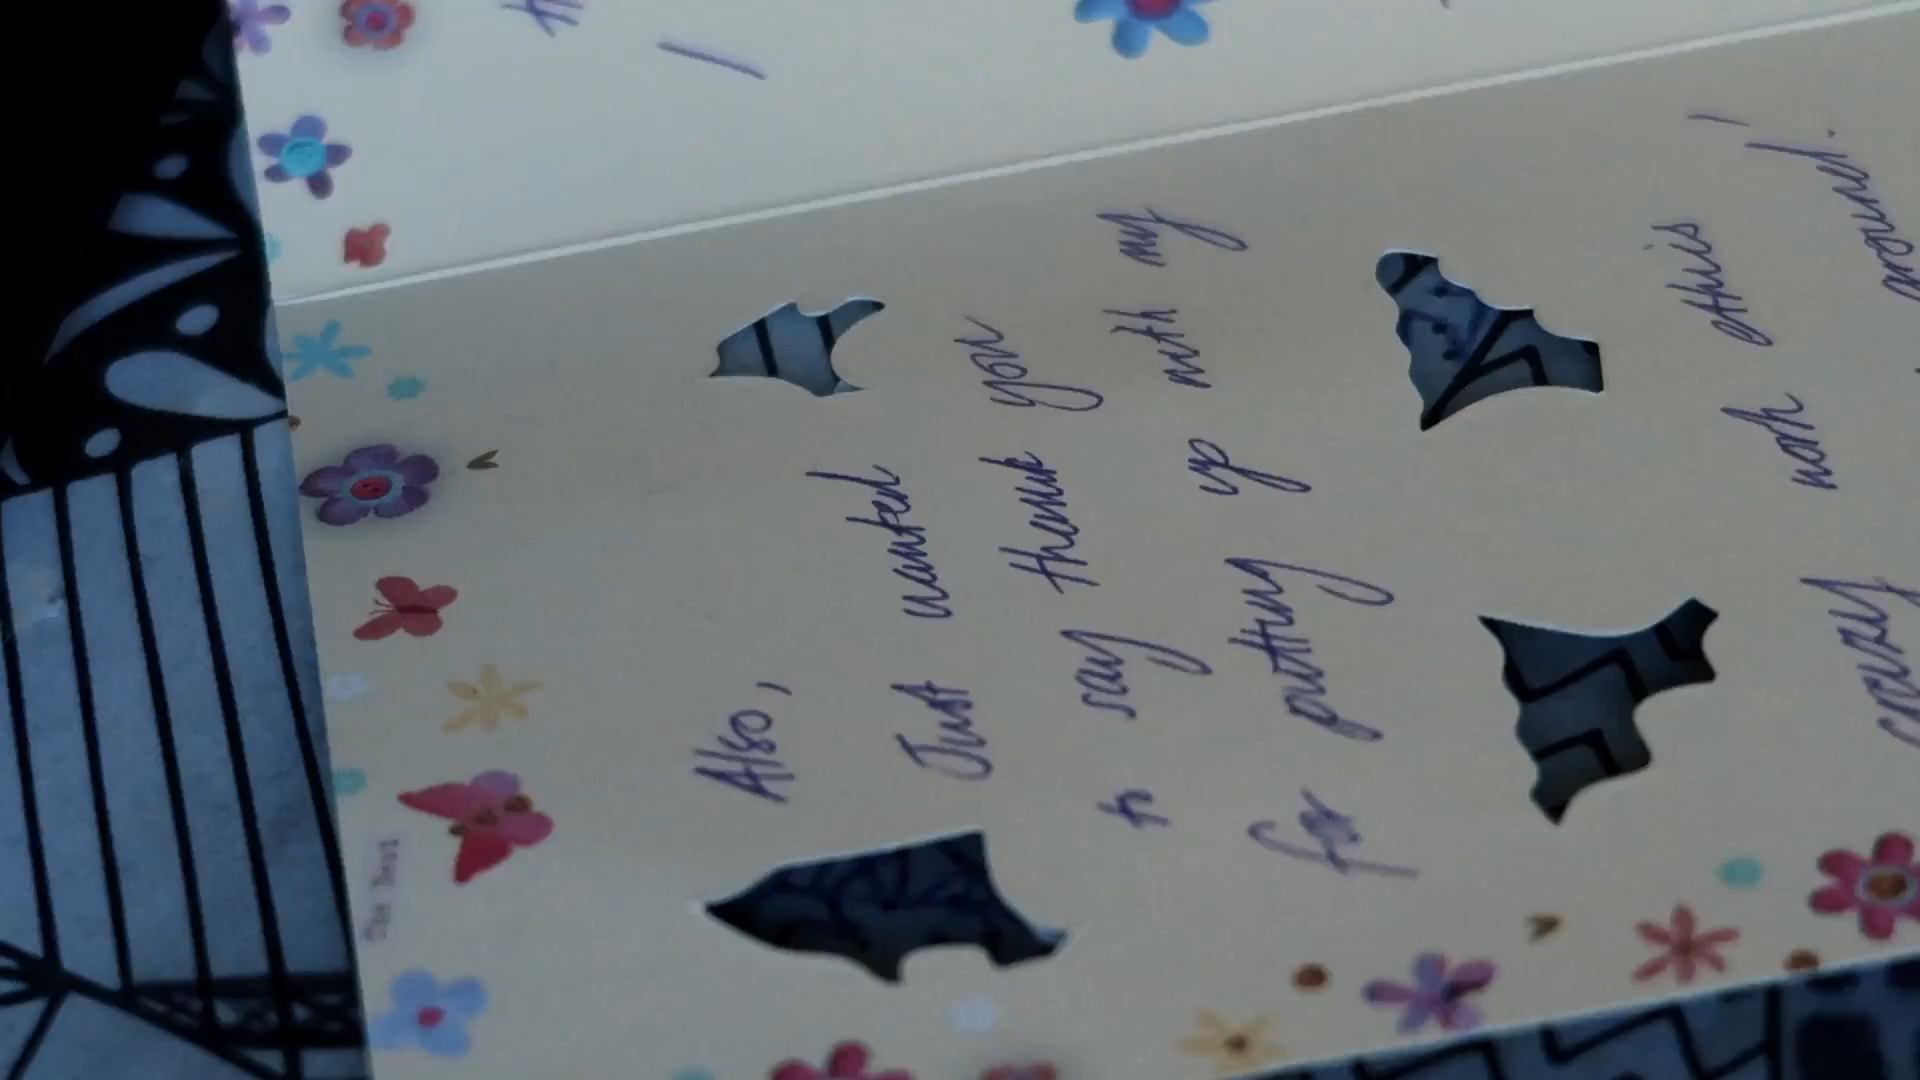 Also,
Just wanted
to say thank you
for putting up with my
crazy work ethic
around!